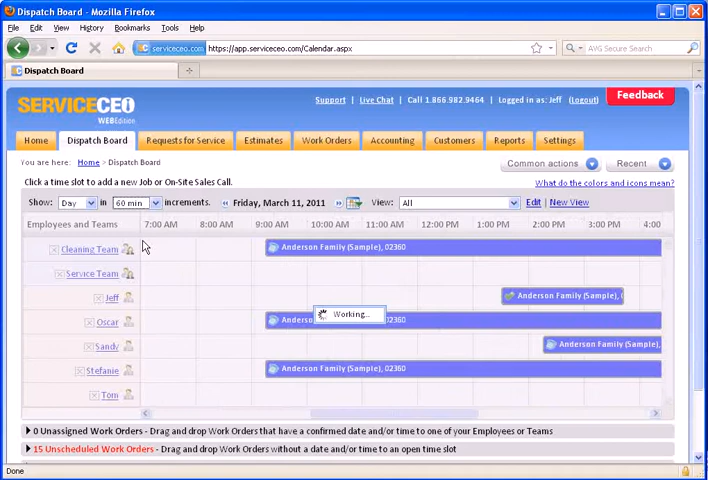 Dispatch Board - Mozilla Firefox
File Edit View History Bookmarks Tools Help
serviceceo.com https://app.serviceceo.com/Calendar.aspx AVG Secure Search
Dispatch Board
SERVICECEO
WEBEdition
Support | Live Chat | Call 1.866.982.9464 | Logged in as: Jeff (Logout)
Feedback
Home Dispatch Board Requests for Service Estimates Work Orders Accounting Customers Reports Settings
You are here: Home > Dispatch Board
Common actions Recent
Click a time slot to add a new Job or On-Site Sales Call.
What do the colors and icons mean?
Show: Day in 60 min increments. Friday, March 11, 2011 View: All Edit | New View
Employees and Teams 7:00 AM 8:00 AM 9:00 AM 10:00 AM 11:00 AM 12:00 PM 1:00 PM 2:00 PM 3:00 PM 4:00
Cleaning Team Anderson Family (Sample), 02360
Service Team
Jeff Anderson Family (Sample), 0
Working...
Oscar Anderso 02360
Sandy Anderson Family (Sample),
Stefanie Anderson Family (Sample), 02360
Tom
0 Unassigned Work Orders - Drag and drop Work Orders that have a confirmed date and/or time to one of your Employees or Teams
15 Unscheduled Work Orders - Drag and drop Work Orders without a date and/or time to an open time slot
Done